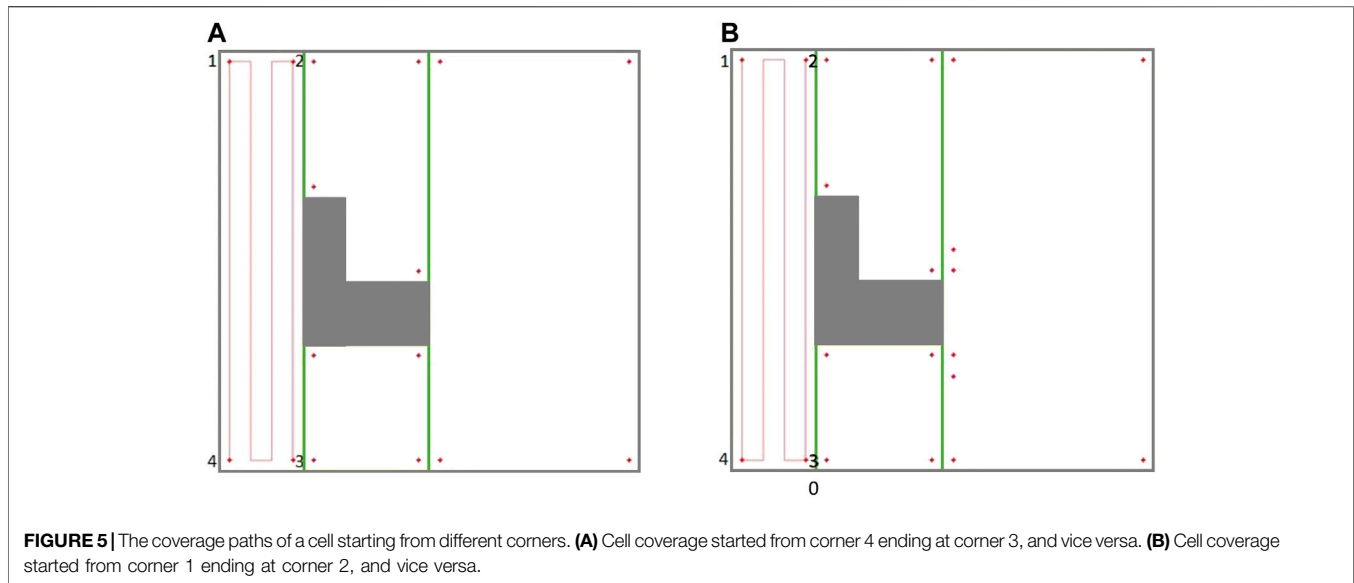 A
B
1 2
1 2
4 3
4 3
0
FIGURE 5 | The coverage paths of a cell starting from different corners. (A) Cell coverage started from corner 4 ending at corner 3, and vice versa. (B) Cell coverage
started from corner 1 ending at corner 2, and vice versa.